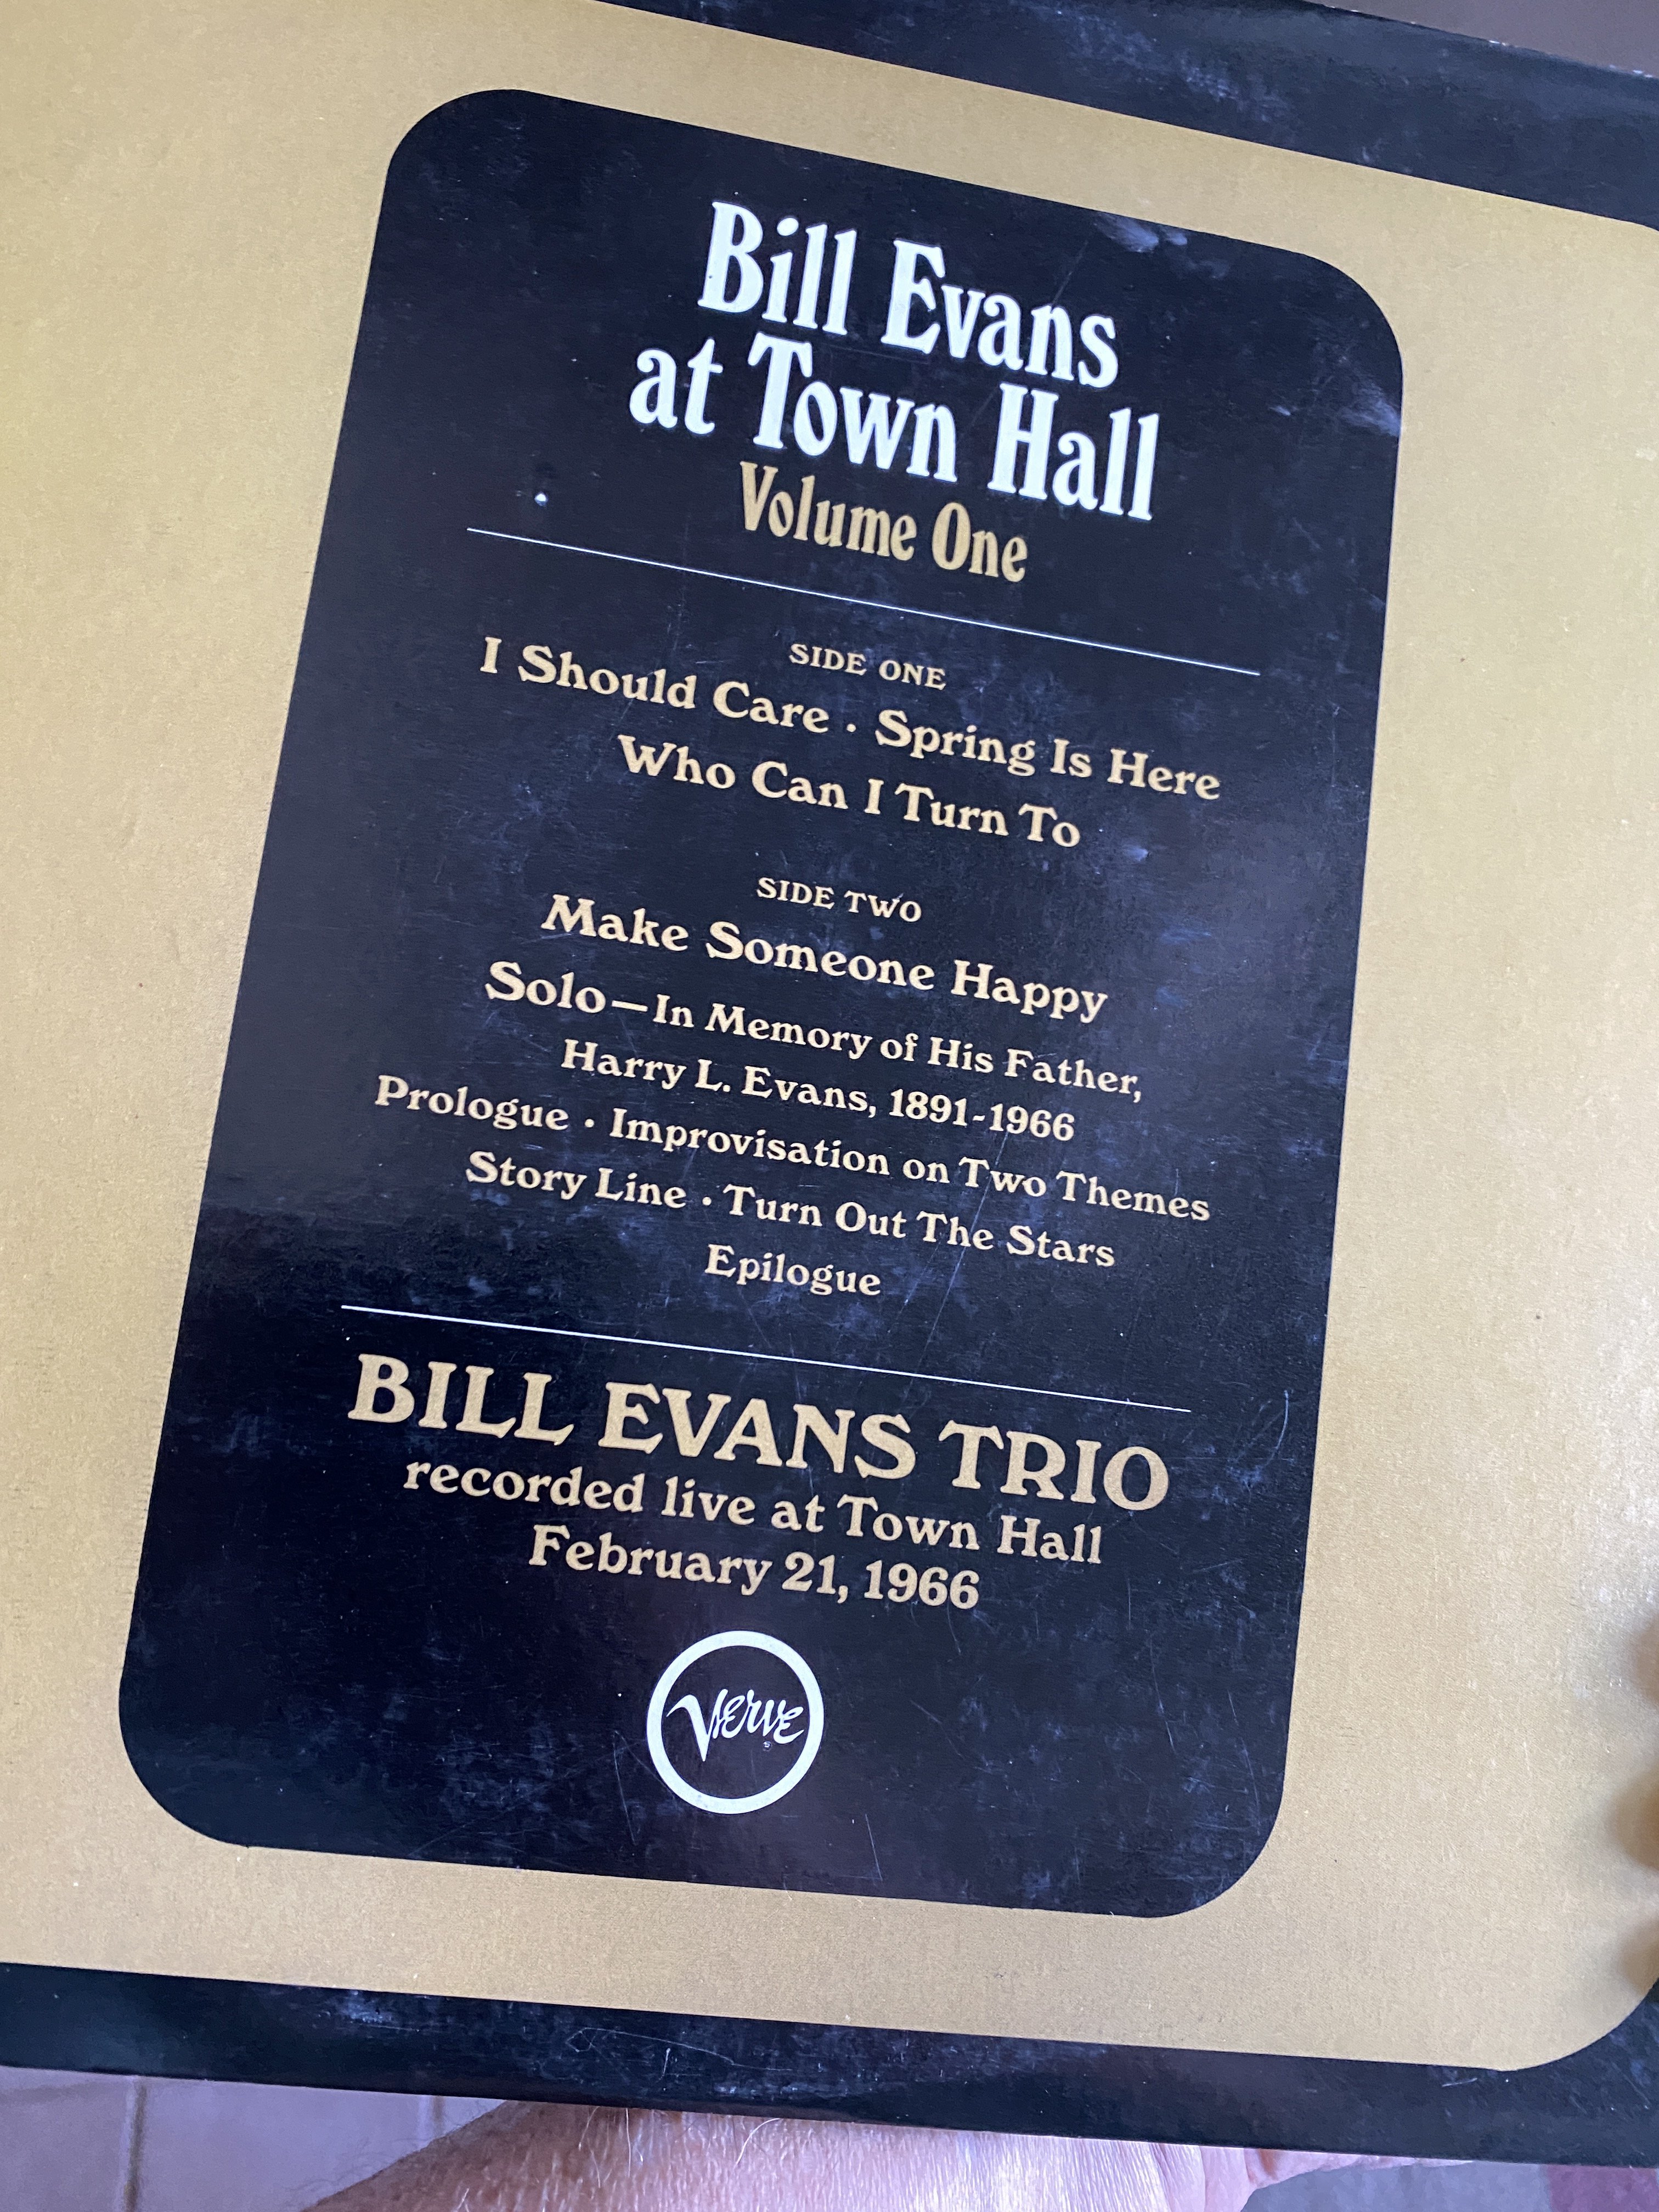 Bill Evans
at Town Hall
Volume One
SIDE ONE
I Should Care · Spring Is Here
Who Can I Turn To
SIDE TWO
Make Someone Happy
Solo—In Memory of His Father,
Harry L. Evans, 1891-1966
Prologue · Improvisation on Two Themes
Story Line · Turn Out The Stars
Epilogue
BILL EVANS TRIO
recorded live at Town Hall
February 21, 1966
Verve